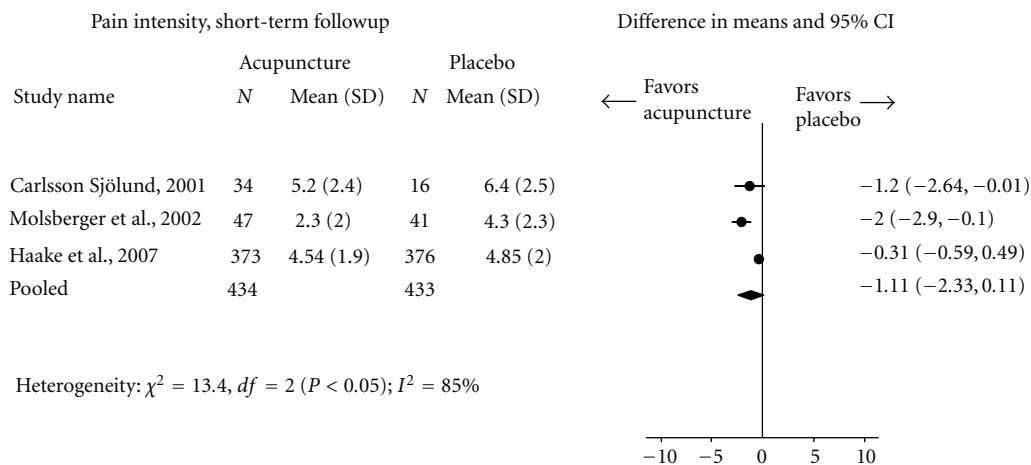 Pain intensity, short-term followup Difference in means and 95% CI
Acupuncture Placebo
Study name N Mean (SD) N Mean (SD)
← Favors acupuncture Favors placebo →
Carlsson Sjölund, 2001 34 5.2 (2.4) 16 6.4 (2.5) −1.2 (−2.64, −0.01)
Molsberger et al., 2002 47 2.3 (2) 41 4.3 (2.3) −2 (−2.9, −0.1)
Haake et al., 2007 373 4.54 (1.9) 376 4.85 (2) −0.31 (−0.59, 0.49)
Pooled 434 433 −1.11 (−2.33, 0.11)
Heterogeneity: χ² = 13.4, df = 2 (P < 0.05); I² = 85%
−10 −5 0 5 10